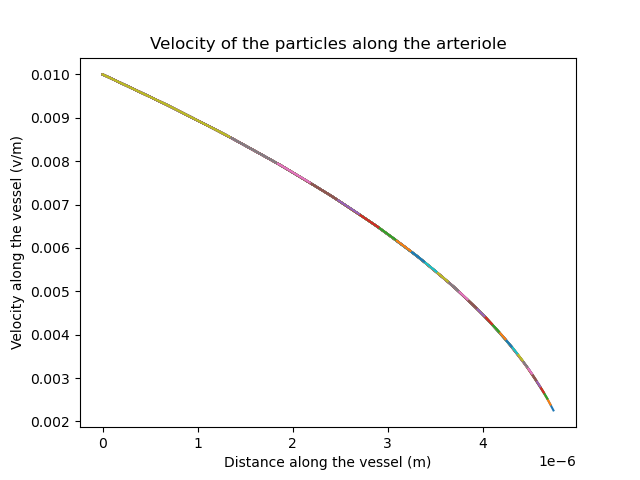 Velocity of the particles along the arteriole
Velocity along the vessel (v/m)
0.010
0.009
0.008
0.007
0.006
0.005
0.004
0.003
0.002
0 1 2 3 4
1e−6
Distance along the vessel (m)